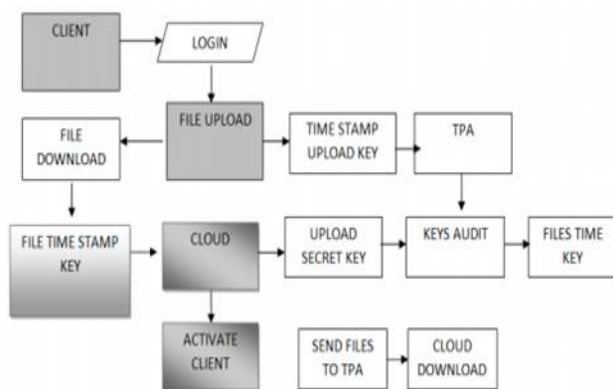 CLIENT
LOGIN
FILE
DOWNLOAD
FILE UPLOAD
TIME STAMP
UPLOAD KEY
TPA
FILE TIME STAMP
KEY
CLOUD
UPLOAD
SECRET KEY
KEYS AUDIT
FILES TIME
KEY
ACTIVATE
CLIENT
SEND FILES
TO TPA
CLOUD
DOWNLOAD